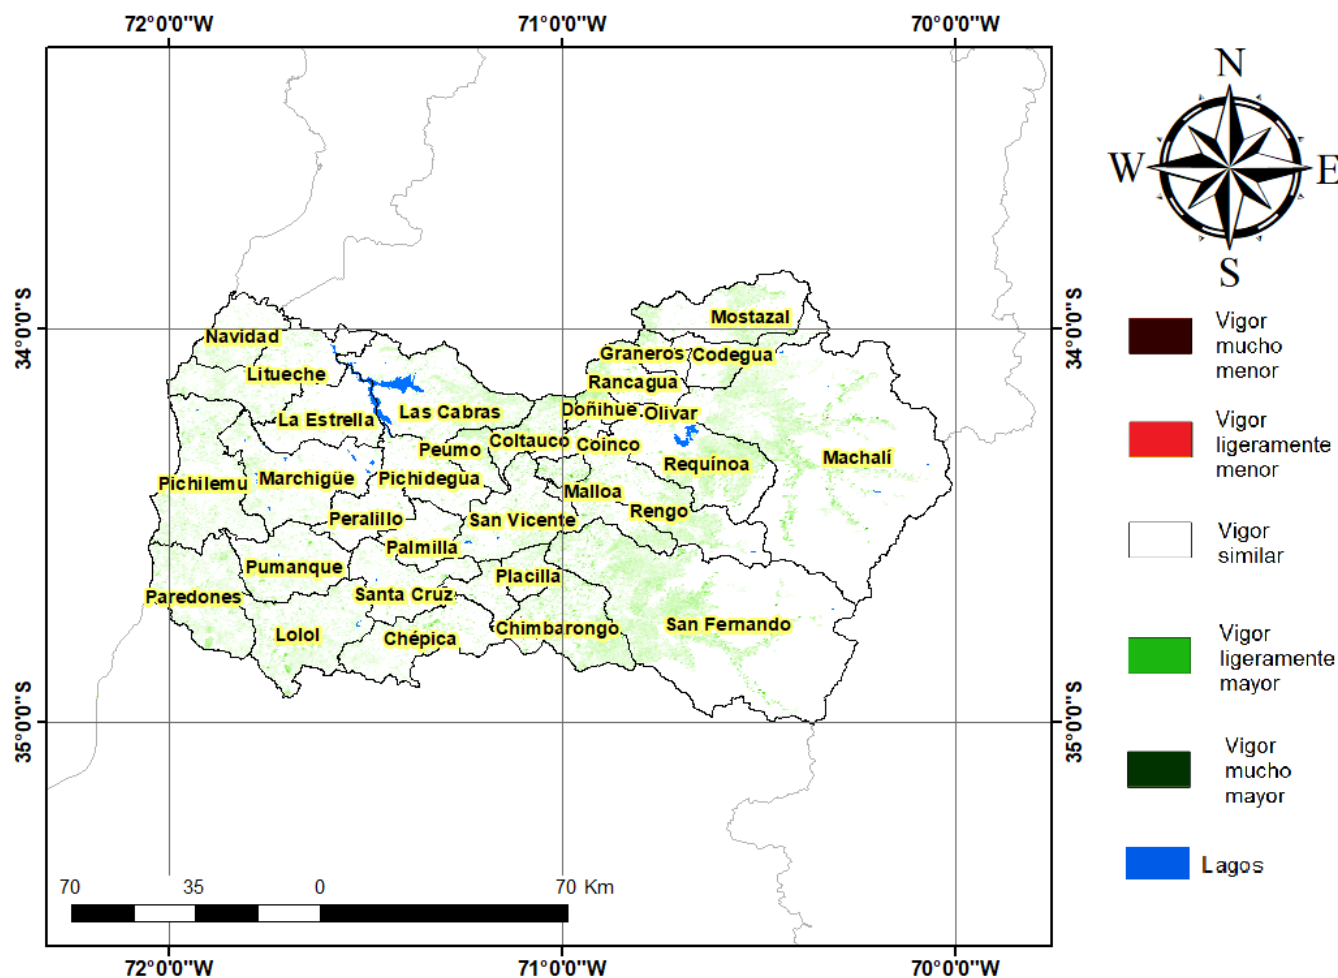 72°0'0"W
71°0'0"W
70°0'0"W
N
W
E
S
34°0'0"S
34°0'0"S
Mostazal
Navidad
Graneros
Codegua
Litueche
Rancagua
La Estrella
Las Cabras
Doñihue
Olivar
Coltauco
Coinco
Peumo
Requínoa
Machalí
Pichilemu
Marchigüe
Pichidegua
Malloa
Rengo
Peralillo
San Vicente
Palmilla
Pumanque
Placilla
Paredones
Santa Cruz
Lolol
Chépica
Chimbarongo
San Fernando
35°0'0"S
35°0'0"S
70
35
0
70 Km
72°0'0"W
71°0'0"W
70°0'0"W
Vigor
mucho
menor
Vigor
ligeramente
menor
Vigor
similar
Vigor
ligeramente
mayor
Vigor
mucho
mayor
Lagos